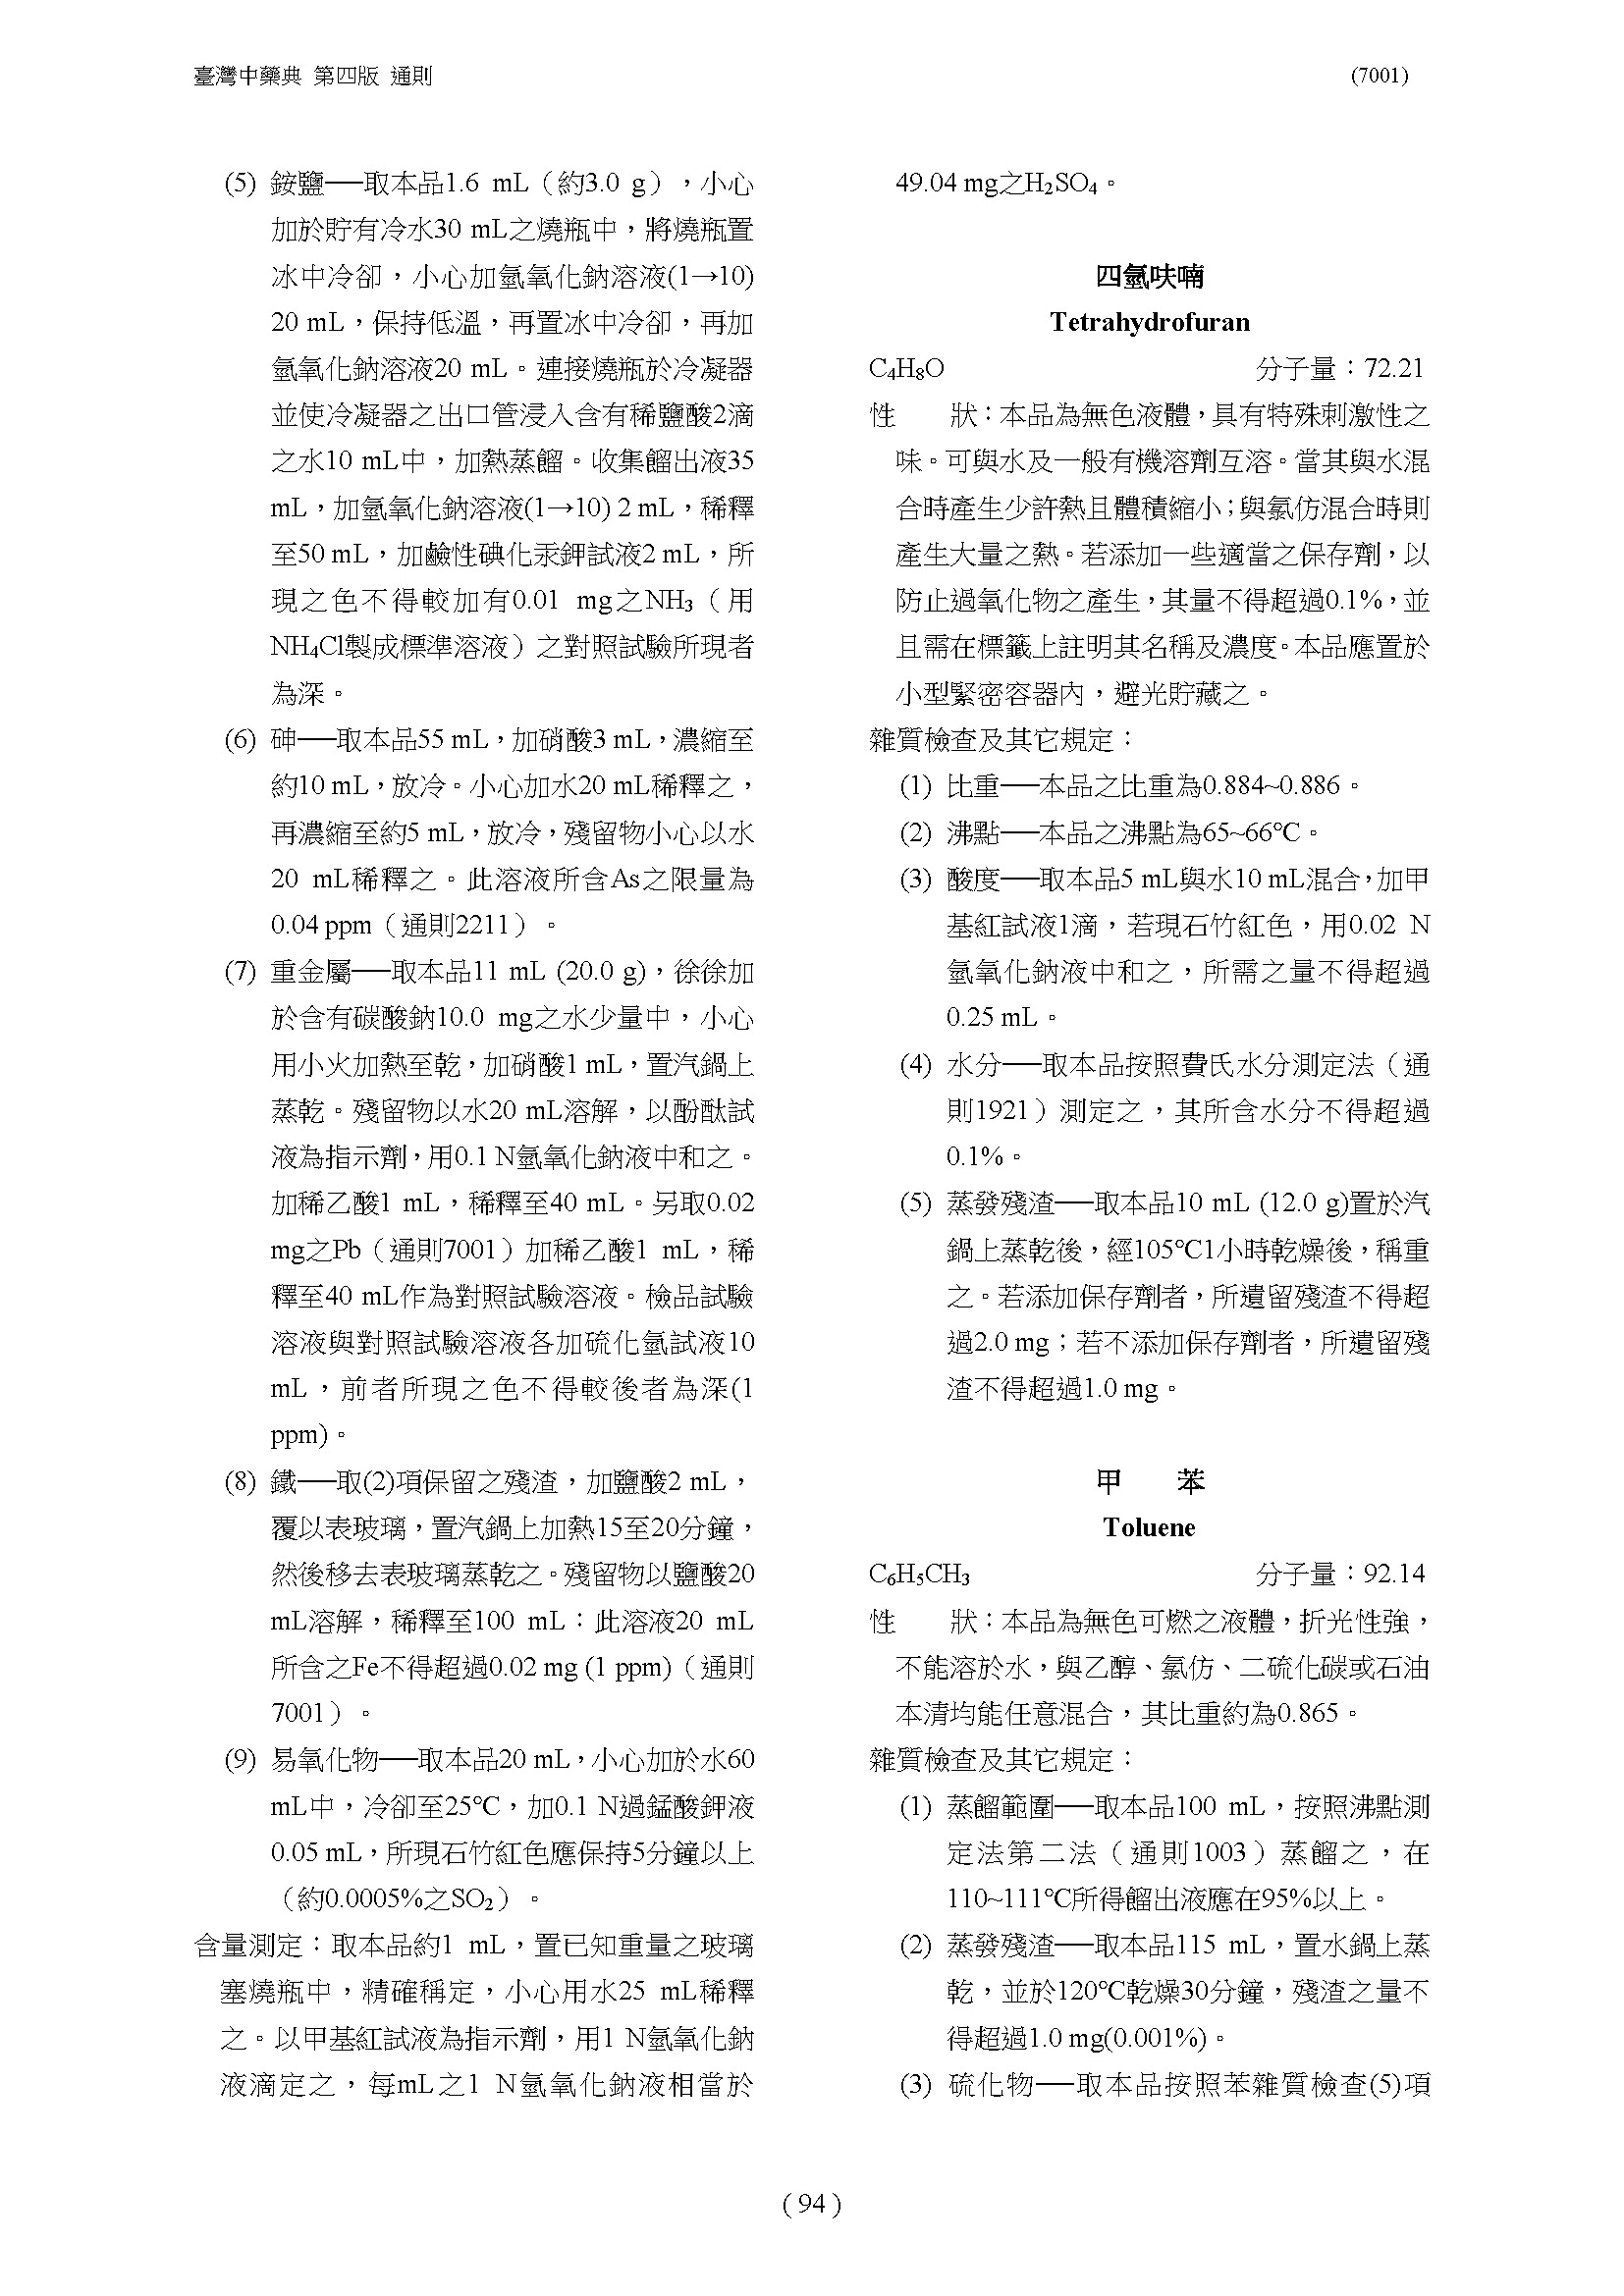 臺灣中藥典 第四版 通則 (7001)
(5) 銨鹽──取本品1.6 mL（約3.0 g），小心
加於貯有冷水30 mL之燒瓶中，將燒瓶置
冰中冷卻，小心加氫氧化鈉溶液(1→10)
20 mL，保持低溫，再置冰中冷卻，再加
氫氧化鈉溶液20 mL。連接燒瓶於冷凝器
並使冷凝器之出口管浸入含有稀鹽酸2滴
之水10 mL中，加熱蒸餾。收集餾出液35
mL，加氫氧化鈉溶液(1→10) 2 mL，稀釋
至50 mL，加鹼性碘化汞鉀試液2 mL，所
現之色不得較加有0.01 mg之NH₃（用
NH₄Cl製成標準溶液）之對照試驗所現者
為深。
(6) 砷──取本品55 mL，加硝酸3 mL，濃縮至
約10 mL，放冷。小心加水20 mL稀釋之，
再濃縮至約5 mL，放冷，殘留物小心以水
20 mL稀釋之。此溶液所含As之限量為
0.04 ppm（通則2211）。
(7) 重金屬──取本品11 mL (20.0 g)，徐徐加
於含有碳酸鈉10.0 mg之水少量中，小心
用小火加熱至乾，加硝酸1 mL，置汽鍋上
蒸乾。殘留物以水20 mL溶解，以酚酞試
液為指示劑，用0.1 N氫氧化鈉液中和之。
加稀乙酸1 mL，稀釋至40 mL。另取0.02
mg之Pb（通則7001）加稀乙酸1 mL，稀
釋至40 mL作為對照試驗溶液。檢品試驗
溶液與對照試驗溶液各加硫化氫試液10
mL，前者所現之色不得較後者為深(1
ppm)。
(8) 鐵──取(2)項保留之殘渣，加鹽酸2 mL，
覆以表玻璃，置汽鍋上加熱15至20分鐘，
然後移去表玻璃蒸乾之。殘留物以鹽酸20
mL溶解，稀釋至100 mL：此溶液20 mL
所含之Fe不得超過0.02 mg (1 ppm)（通則
7001）。
(9) 易氧化物──取本品20 mL，小心加於水60
mL中，冷卻至25℃，加0.1 N過錳酸鉀液
0.05 mL，所現石竹紅色應保持5分鐘以上
（約0.0005%之SO₂）。
含量測定：取本品約1 mL，置已知重量之玻璃
塞燒瓶中，精確稱定，小心用水25 mL稀釋
之。以甲基紅試液為指示劑，用1 N氫氧化鈉
液滴定之，每mL之1 N氫氧化鈉液相當於
49.04 mg之H₂SO₄。
四氫呋喃
Tetrahydrofuran
C₄H₈O 分子量：72.21
性　　狀：本品為無色液體，具有特殊刺激性之
味。可與水及一般有機溶劑互溶。當其與水混
合時產生少許熱且體積縮小；與氯仿混合時則
產生大量之熱。若添加一些適當之保存劑，以
防止過氧化物之產生，其量不得超過0.1%，並
且需在標籤上註明其名稱及濃度。本品應置於
小型緊密容器內，避光貯藏之。
雜質檢查及其它規定：
(1) 比重──本品之比重為0.884~0.886。
(2) 沸點──本品之沸點為65~66℃。
(3) 酸度──取本品5 mL與水10 mL混合，加甲
基紅試液1滴，若現石竹紅色，用0.02 N
氫氧化鈉液中和之，所需之量不得超過
0.25 mL。
(4) 水分──取本品按照費氏水分測定法（通
則1921）測定之，其所含水分不得超過
0.1%。
(5) 蒸發殘渣──取本品10 mL (12.0 g)置於汽
鍋上蒸乾後，經105℃1小時乾燥後，稱重
之。若添加保存劑者，所遺留殘渣不得超
過2.0 mg；若不添加保存劑者，所遺留殘
渣不得超過1.0 mg。
甲　　苯
Toluene
C₆H₅CH₃ 分子量：92.14
性　　狀：本品為無色可燃之液體，折光性強，
不能溶於水，與乙醇、氯仿、二硫化碳或石油
本清均能任意混合，其比重約為0.865。
雜質檢查及其它規定：
(1) 蒸餾範圍──取本品100 mL，按照沸點測
定法第二法（通則1003）蒸餾之，在
110~111℃所得餾出液應在95%以上。
(2) 蒸發殘渣──取本品115 mL，置水鍋上蒸
乾，並於120℃乾燥30分鐘，殘渣之量不
得超過1.0 mg(0.001%)。
(3) 硫化物──取本品按照苯雜質檢查(5)項
(94)